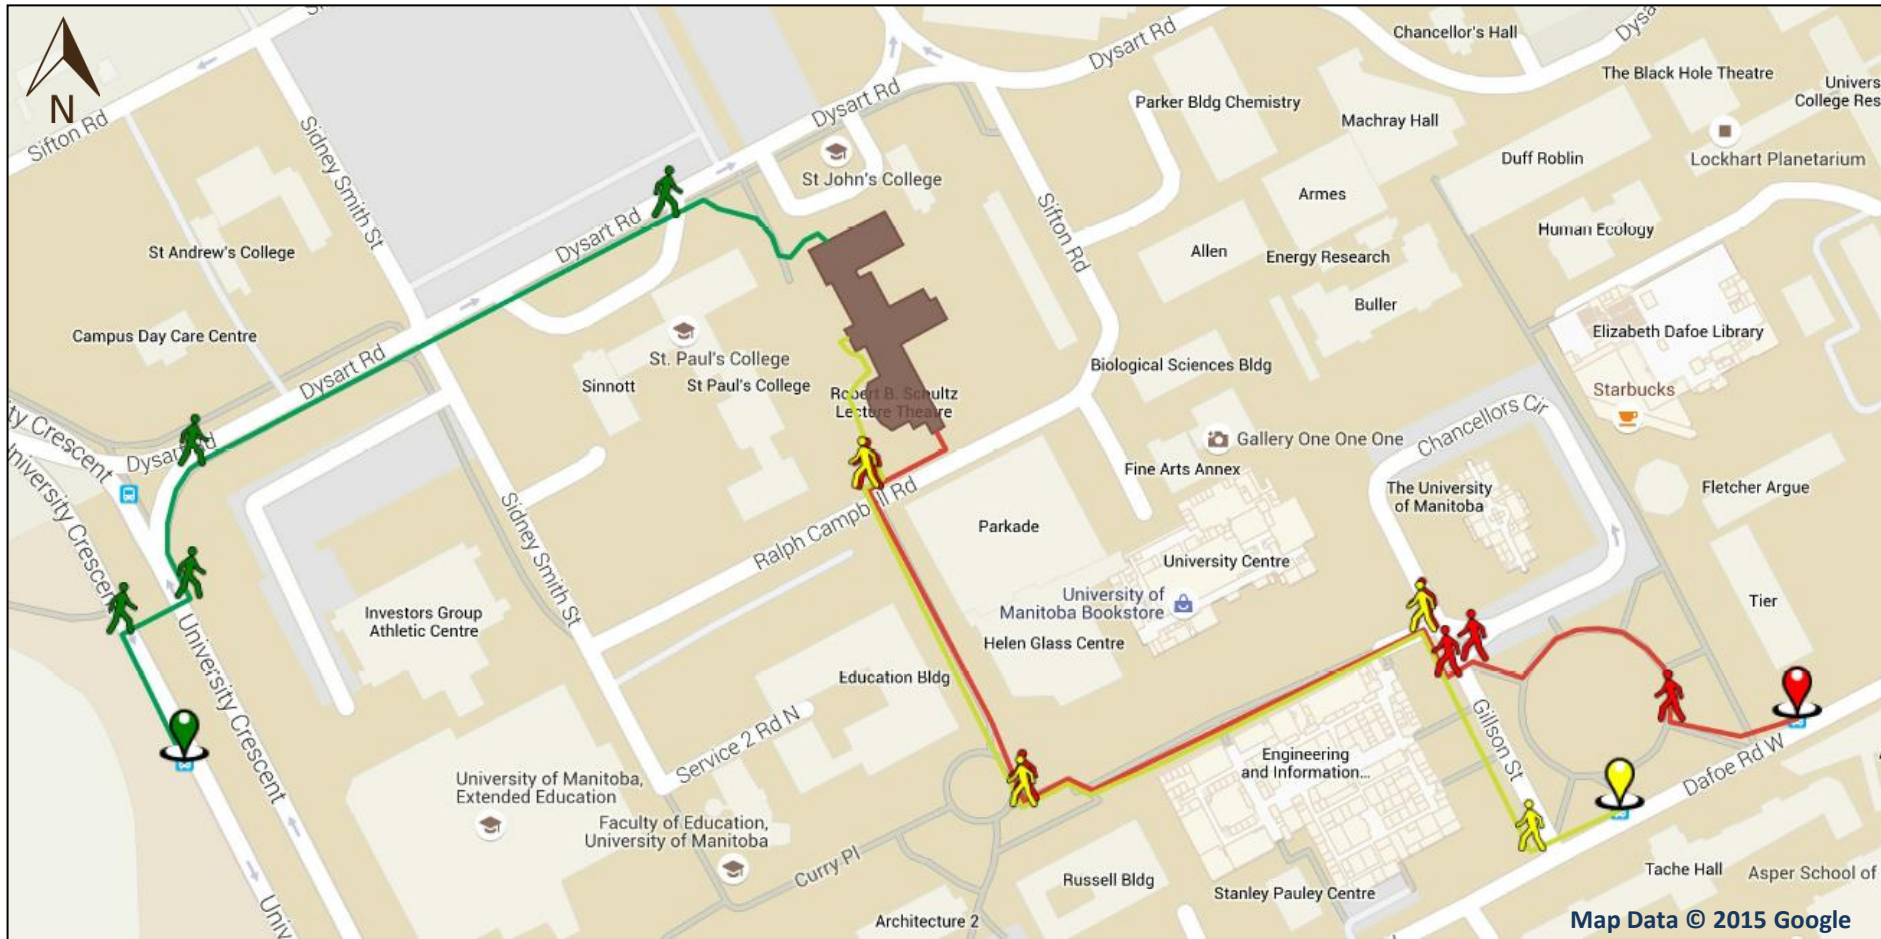 N
Sifton Rd
Sidney Smith St
Dysart Rd
Dysart Rd
Chancellor's Hall
The Black Hole Theatre
Parker Bldg Chemistry
Machray Hall
Duff Roblin
Lockhart Planetarium
St John's College
Armes
Sifton Rd
Dysart Rd
St Andrew's College
Allen
Energy Research
Human Ecology
Buller
Campus Day Care Centre
Elizabeth Dafoe Library
St. Paul's College
Sinnott
St Paul's College
Biological Sciences Bldg
Dysart Rd
Starbucks
Robert B. Schultz
Lecture Theatre
Chancellors Cir
Gallery One One One
Fine Arts Annex
University Crescent
The University
of Manitoba
Fletcher Argue
Parkade
Ralph Campbell Rd
Sidney Smith St
University Centre
University of
Manitoba Bookstore
Tier
Investors Group
Athletic Centre
Helen Glass Centre
University Crescent
Education Bldg
Gillson St
Service 2 Rd N
Engineering
and Information...
Dafoe Rd W
University of Manitoba,
Extended Education
Faculty of Education,
University of Manitoba
Curry Pl
Russell Bldg
Stanley Pauley Centre
Tache Hall
Asper School of
Architecture 2
Map Data © 2015 Google